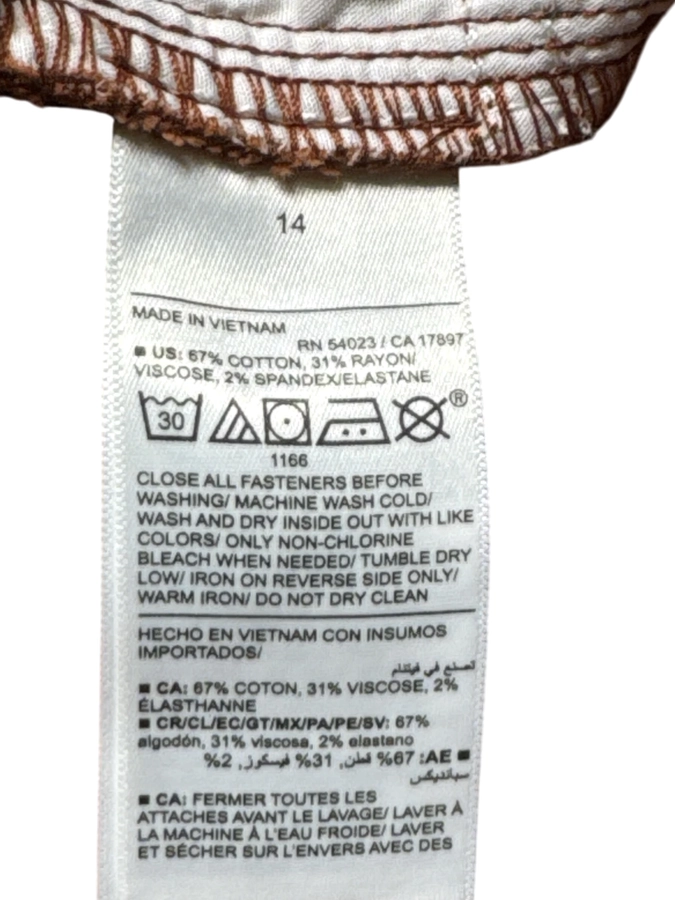 14
MADE IN VIETNAM
RN 54023 / CA 17897
■ US: 67% COTTON, 31% RAYON/
VISCOSE, 2% SPANDEX/ELASTANE
30
®
1166
CLOSE ALL FASTENERS BEFORE
WASHING/ MACHINE WASH COLD/
WASH AND DRY INSIDE OUT WITH LIKE
COLORS/ ONLY NON-CHLORINE
BLEACH WHEN NEEDED/ TUMBLE DRY
LOW/ IRON ON REVERSE SIDE ONLY/
WARM IRON/ DO NOT DRY CLEAN
HECHO EN VIETNAM CON INSUMOS
IMPORTADOS/
صنع في فيتنام
■ CA: 67% COTON, 31% VISCOSE, 2%
ÉLASTHANNE
■ CR/CL/EC/GT/MX/PA/PE/SV: 67%
algodón, 31% viscosa, 2% elastano
■ AE: 67% قطن, 31% فيسكوز, 2%
سباندیکس
■ CA: FERMER TOUTES LES
ATTACHES AVANT LE LAVAGE/ LAVER À
LA MACHINE À L'EAU FROIDE/ LAVER
ET SÉCHER SUR L'ENVERS AVEC DES